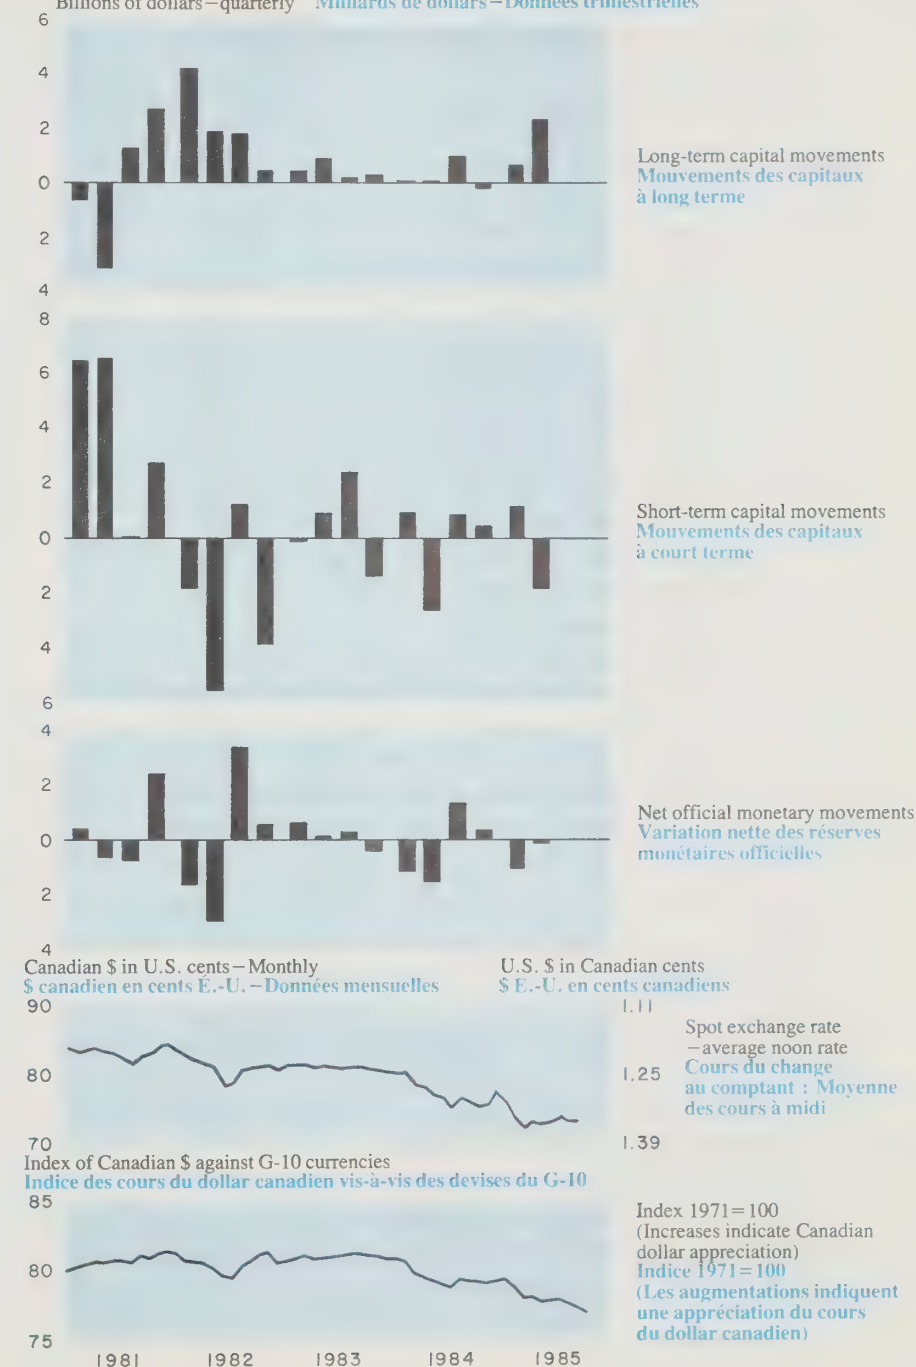 Billions of dollars—quarterly Milliards de dollars—Données trimestrielles
6
4
2
0
2
4
Long-term capital movements
Mouvements des capitaux
à long terme
8
6
4
2
0
2
4
6
Short-term capital movements
Mouvements des capitaux
à court terme
4
2
0
2
4
Net official monetary movements
Variation nette des réserves
monétaires officielles
Canadian $ in U.S. cents—Monthly
$ canadien en cents É.-U.—Données mensuelles
U.S. $ in Canadian cents
$ E.-U. en cents canadiens
90
80
70
1.11
1.25
1.39
Spot exchange rate
—average noon rate
Cours du change
au comptant : Moyenne
des cours à midi
Index of Canadian $ against G-10 currencies
Indice des cours du dollar canadien vis-à-vis des devises du G-10
85
80
75
Index 1971=100
(Increases indicate Canadian
dollar appreciation)
Indice 1971=100
(Les augmentations indiquent
une appréciation du cours
du dollar canadien)
1981 1982 1983 1984 1985